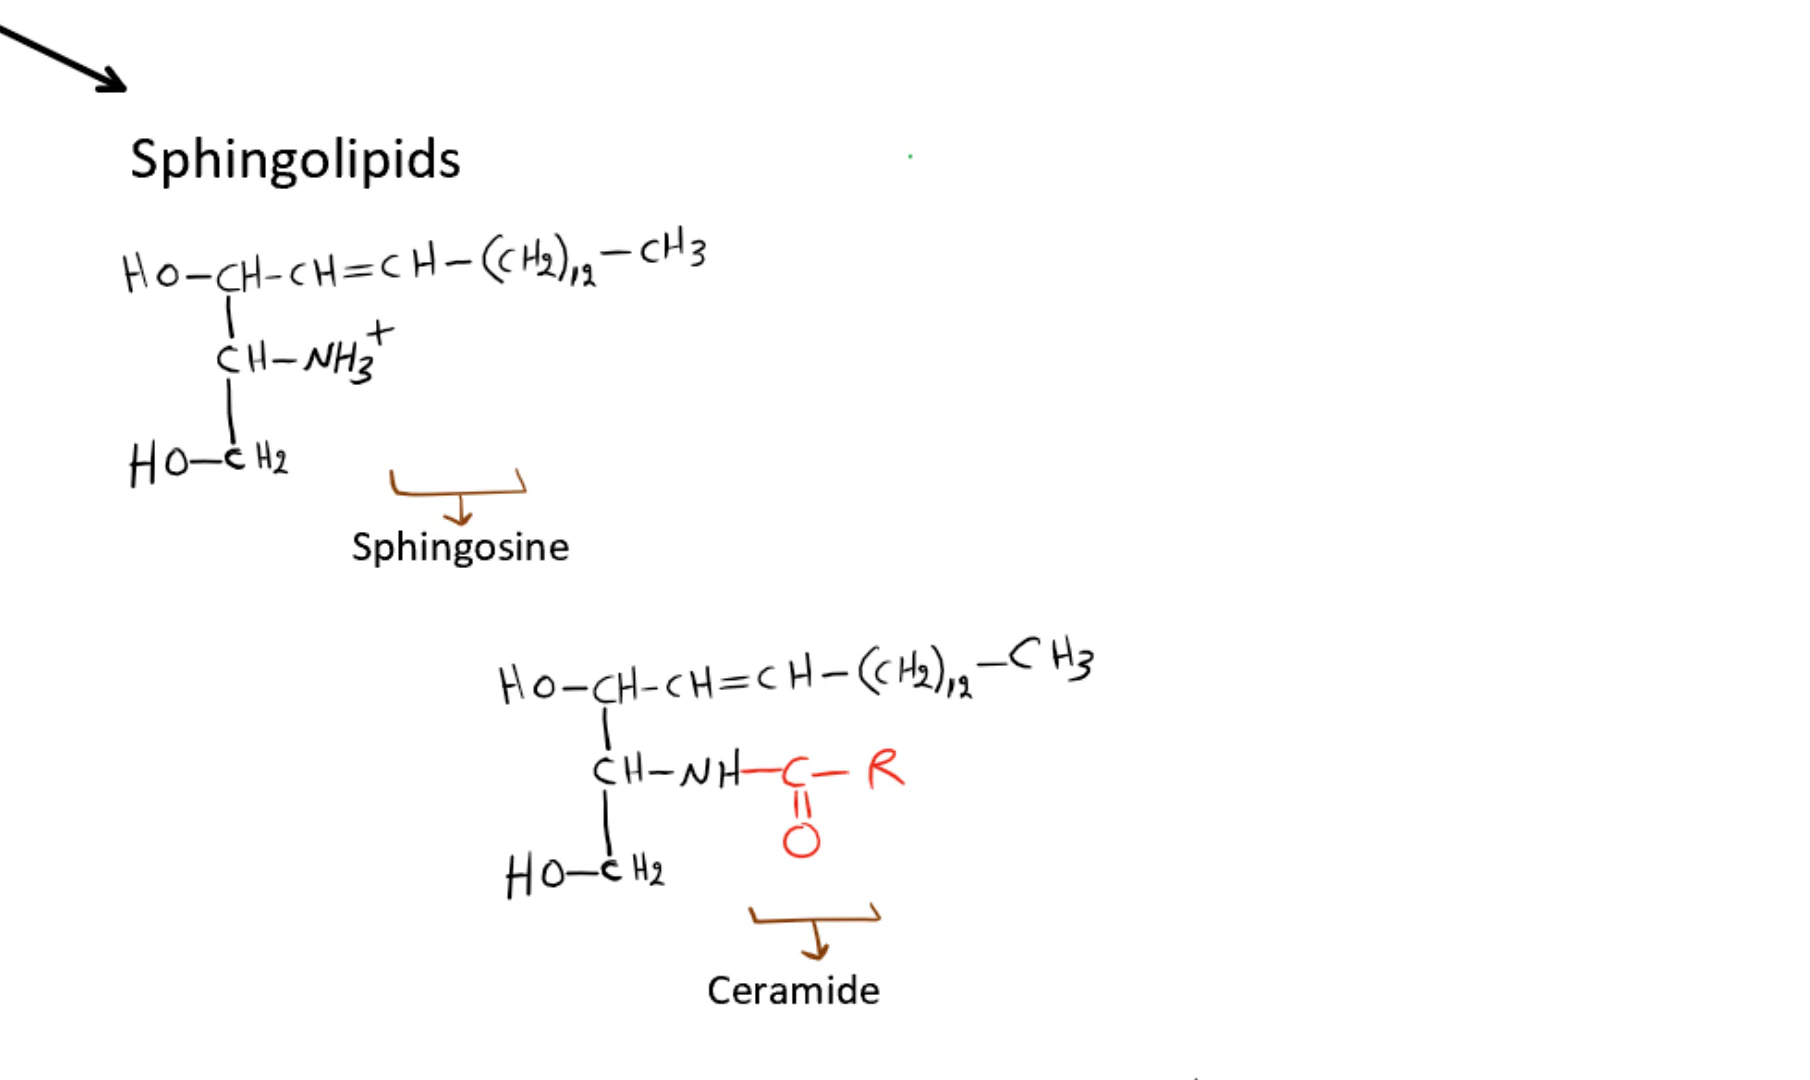 Sphingolipids
HO-CH-CH=CH-(CH2)12-CH3
CH-NH3+
HO-CH2
Sphingosine
HO-CH-CH=CH-(CH2)12-CH3
CH-NH-C-R
O
HO-CH2
Ceramide